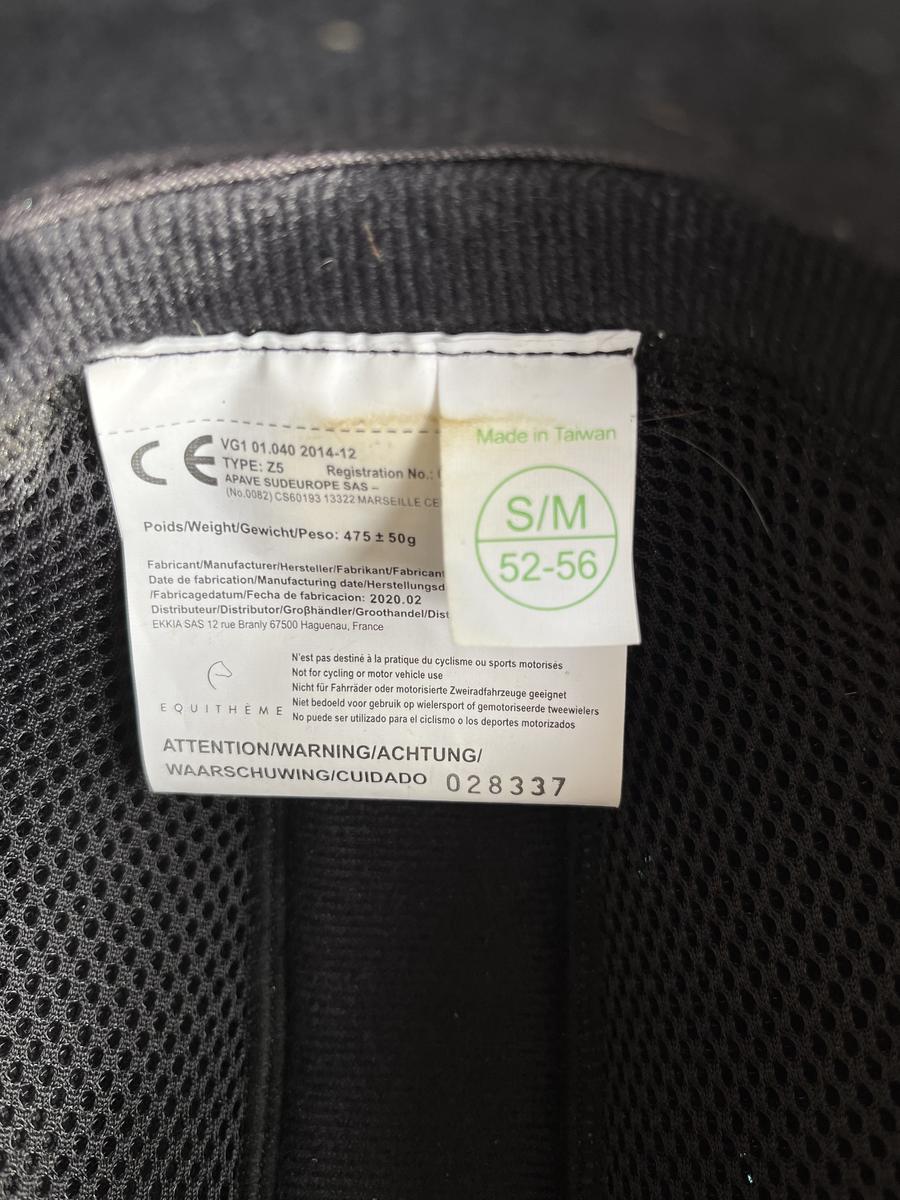 CE
VG1 01.040 2014-12
TYPE: Z5 Registration No.:
APAVE SUDEUROPE SAS –
(No.0082) CS60193 13322 MARSEILLE CE
Poids/Weight/Gewicht/Peso: 475 ± 50g
Fabricant/Manufacturer/Hersteller/Fabrikant/Fabricant
Date de fabrication/Manufacturing date/Herstellungsd
/Fabricagedatum/Fecha de fabricacion: 2020.02
Distributeur/Distributor/Großhändler/Groothandel/Dist
EKKIA SAS 12 rue Branly 67500 Haguenau, France
EQUITHÈME
N'est pas destiné à la pratique du cyclisme ou sports motorisés
Not for cycling or motor vehicle use
Nicht für Fahrräder oder motorisierte Zweiradfahrzeuge geeignet
Niet bedoeld voor gebruik op wielersport of gemotoriseerde tweewielers
No puede ser utilizado para el ciclismo o los deportes motorizados
ATTENTION/WARNING/ACHTUNG/
WAARSCHUWING/CUIDADO 028337
Made in Taiwan
S/M
52-56